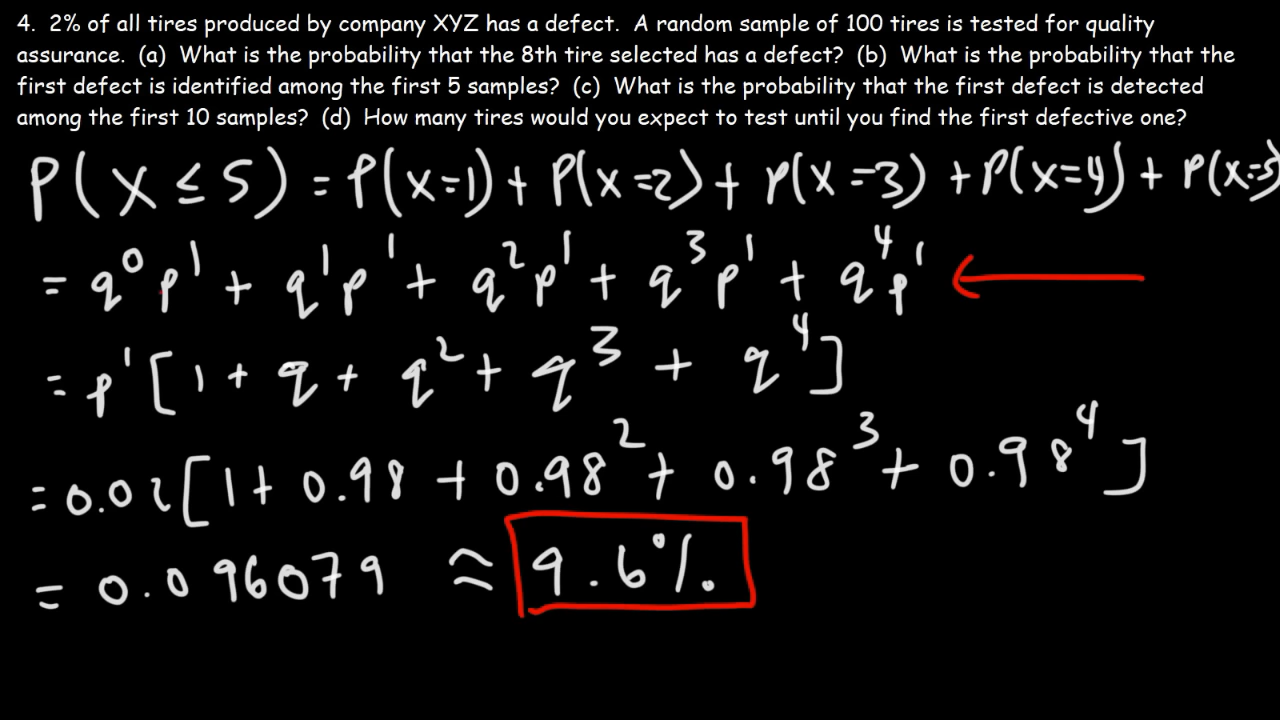 4. 2% of all tires produced by company XYZ has a defect. A random sample of 100 tires is tested for quality
assurance. (a) What is the probability that the 8th tire selected has a defect? (b) What is the probability that the
first defect is identified among the first 5 samples? (c) What is the probability that the first defect is detected
among the first 10 samples? (d) How many tires would you expect to test until you find the first defective one?
P(X ≤ 5) = P(x=1) + P(x=2) + P(x=3) + P(x=4) + P(x=5)
= q⁰p¹ + q¹p¹ + q²p¹ + q³p¹ + q⁴p¹
= p¹[1 + q + q² + q³ + q⁴]
= 0.02[1 + 0.98 + 0.98² + 0.98³ + 0.98⁴]
= 0.096079 ≈ 9.6%